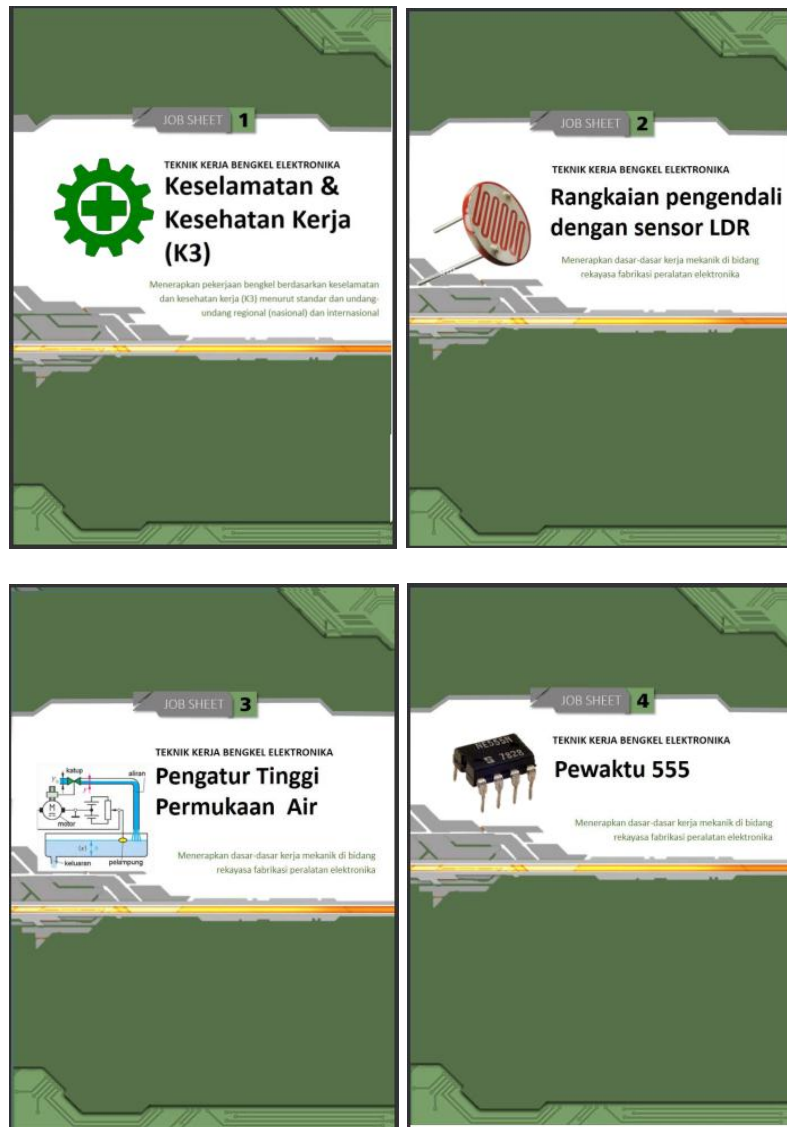 JOB SHEET 1
TEKNIK KERJA BENGKEL ELEKTRONIKA
Keselamatan &
Kesehatan Kerja
(K3)
Menerapkan pekerjaan bengkel berdasarkan keselamatan
dan kesehatan kerja (K3) menurut standar dan undang-
undang regional (nasional) dan internasional
JOB SHEET 2
TEKNIK KERJA BENGKEL ELEKTRONIKA
Rangkaian pengendali
dengan sensor LDR
Menerapkan dasar-dasar kerja mekanik di bidang
rekayasa fabrikasi peralatan elektronika
JOB SHEET 3
TEKNIK KERJA BENGKEL ELEKTRONIKA
Pengatur Tinggi
Permukaan Air
katup
aliran
M
motor
(x)
keluaran
pelampung
Menerapkan dasar-dasar kerja mekanik di bidang
rekayasa fabrikasi peralatan elektronika
JOB SHEET 4
TEKNIK KERJA BENGKEL ELEKTRONIKA
Pewaktu 555
NE555N
7828
Menerapkan dasar-dasar kerja mekanik di bidang
rekayasa fabrikasi peralatan elektronika